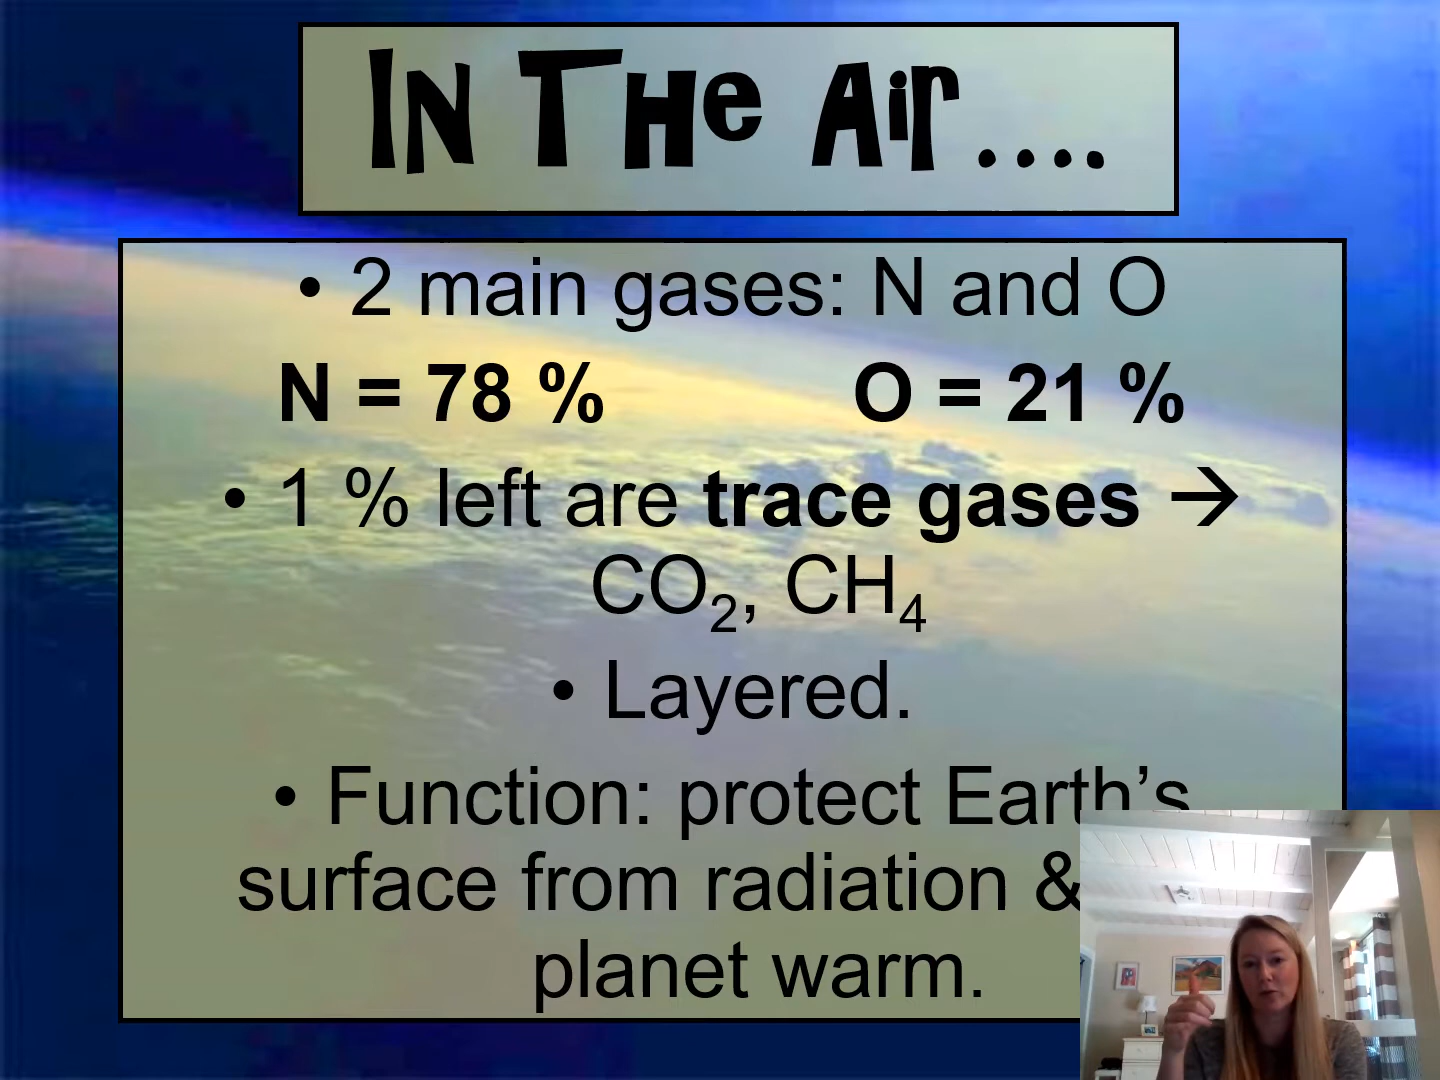 In The Air....
• 2 main gases: N and O
N = 78 % O = 21 %
• 1 % left are trace gases →
CO₂, CH₄
• Layered.
• Function: protect Earth’s
surface from radiation &
planet warm.